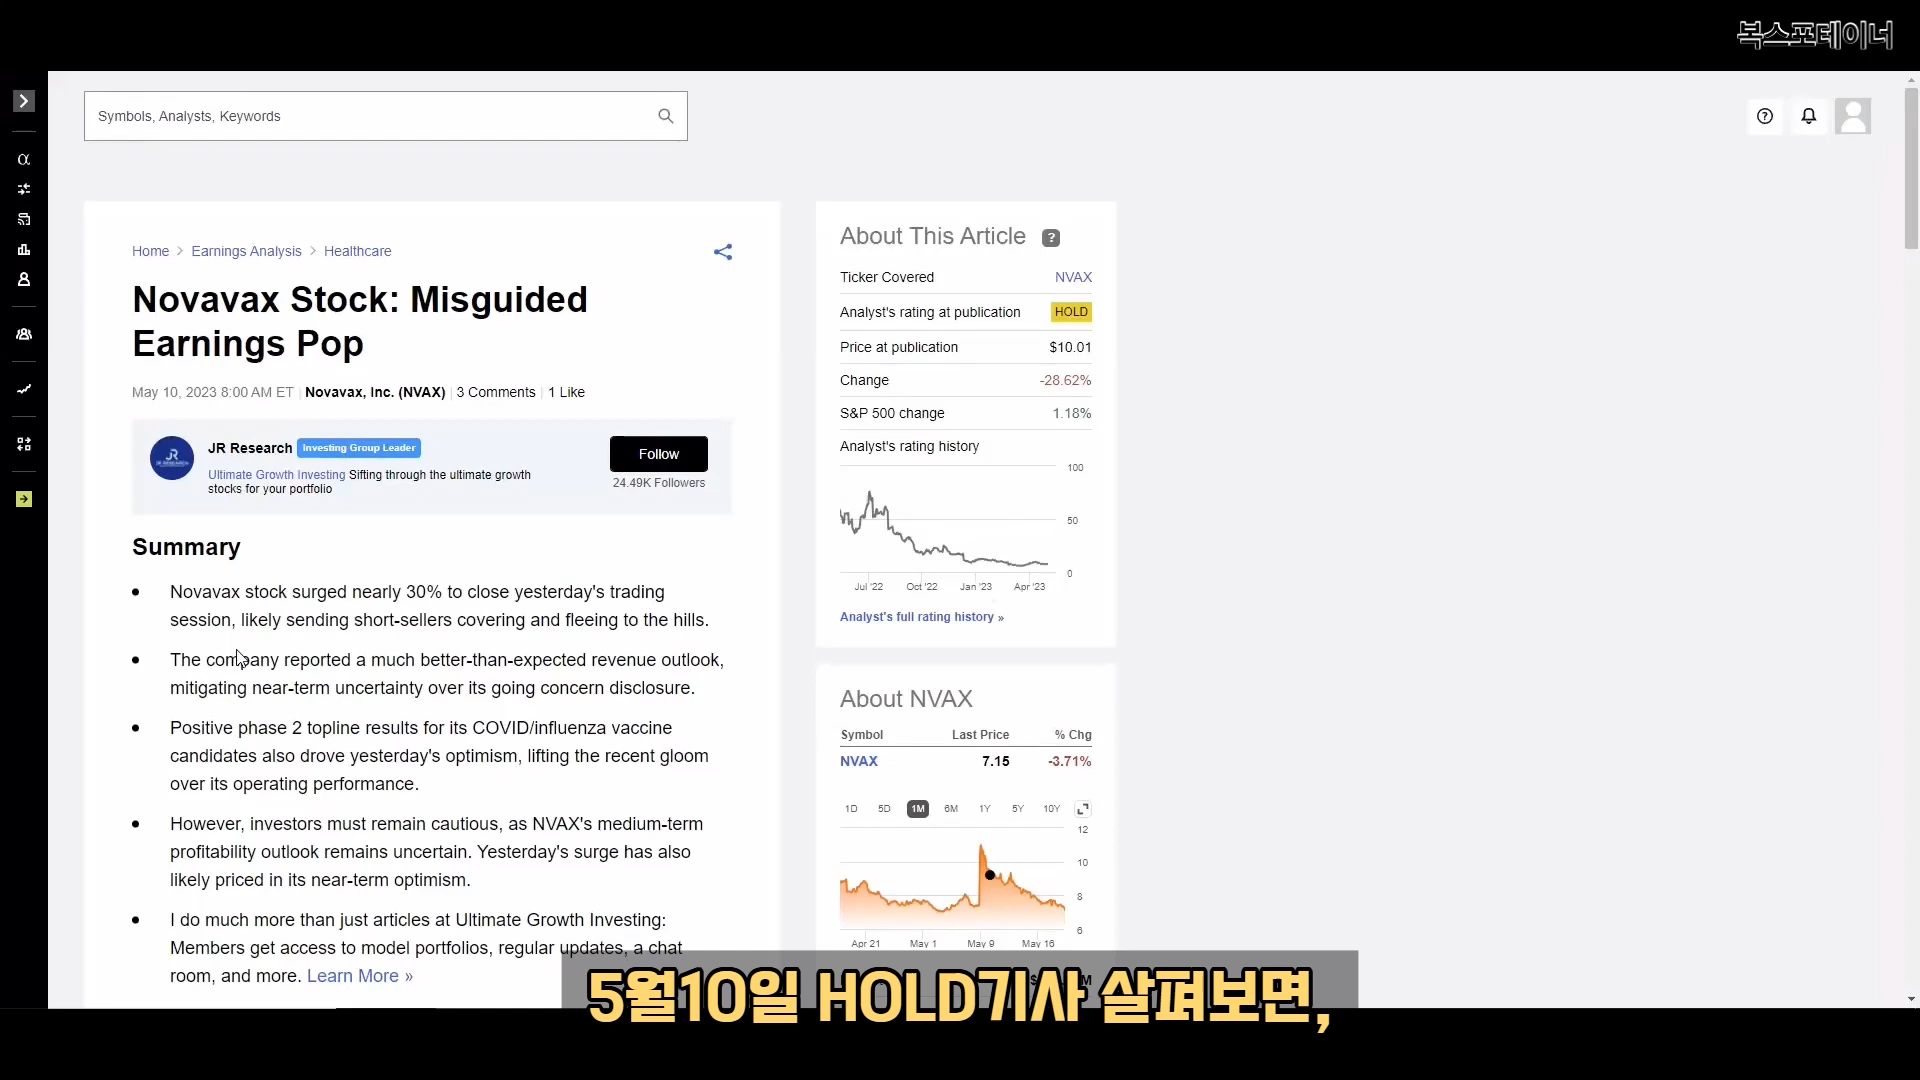 복스포테이너
Symbols, Analysts, Keywords
Home > Earnings Analysis > Healthcare
Novavax Stock: Misguided
Earnings Pop
May 10, 2023 8:00 AM ET | Novavax, Inc. (NVAX) | 3 Comments | 1 Like
JR Research Investing Group Leader
Ultimate Growth Investing Sifting through the ultimate growth
stocks for your portfolio
Follow
24.49K Followers
Summary
• Novavax stock surged nearly 30% to close yesterday's trading
session, likely sending short-sellers covering and fleeing to the hills.
• The company reported a much better-than-expected revenue outlook,
mitigating near-term uncertainty over its going concern disclosure.
• Positive phase 2 topline results for its COVID/influenza vaccine
candidates also drove yesterday's optimism, lifting the recent gloom
over its operating performance.
• However, investors must remain cautious, as NVAX's medium-term
profitability outlook remains uncertain. Yesterday's surge has also
likely priced in its near-term optimism.
• I do much more than just articles at Ultimate Growth Investing:
Members get access to model portfolios, regular updates, a chat
room, and more. Learn More »
About This Article ?
Ticker Covered NVAX
Analyst's rating at publication HOLD
Price at publication $10.01
Change -28.62%
S&P 500 change 1.18%
Analyst's rating history
100
50
0
Jul '22 Oct '22 Jan '23 Apr '23
Analyst's full rating history »
About NVAX
Symbol Last Price % Chg
NVAX 7.15 -3.71%
1D 5D 1M 6M 1Y 5Y 10Y
12
10
8
6
Apr 21 May 1 May 9 May 16
5월10일 HOLD기사 살펴보면,